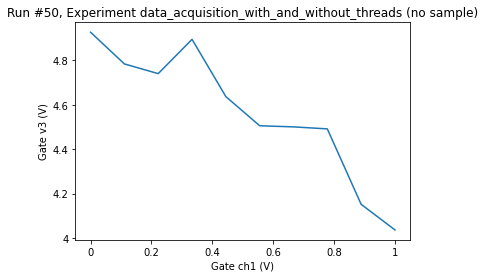 Run #50, Experiment data_acquisition_with_and_without_threads (no sample)
4.8
4.6
4.4
4.2
4
Gate v3 (V)
0 0.2 0.4 0.6 0.8 1
Gate ch1 (V)